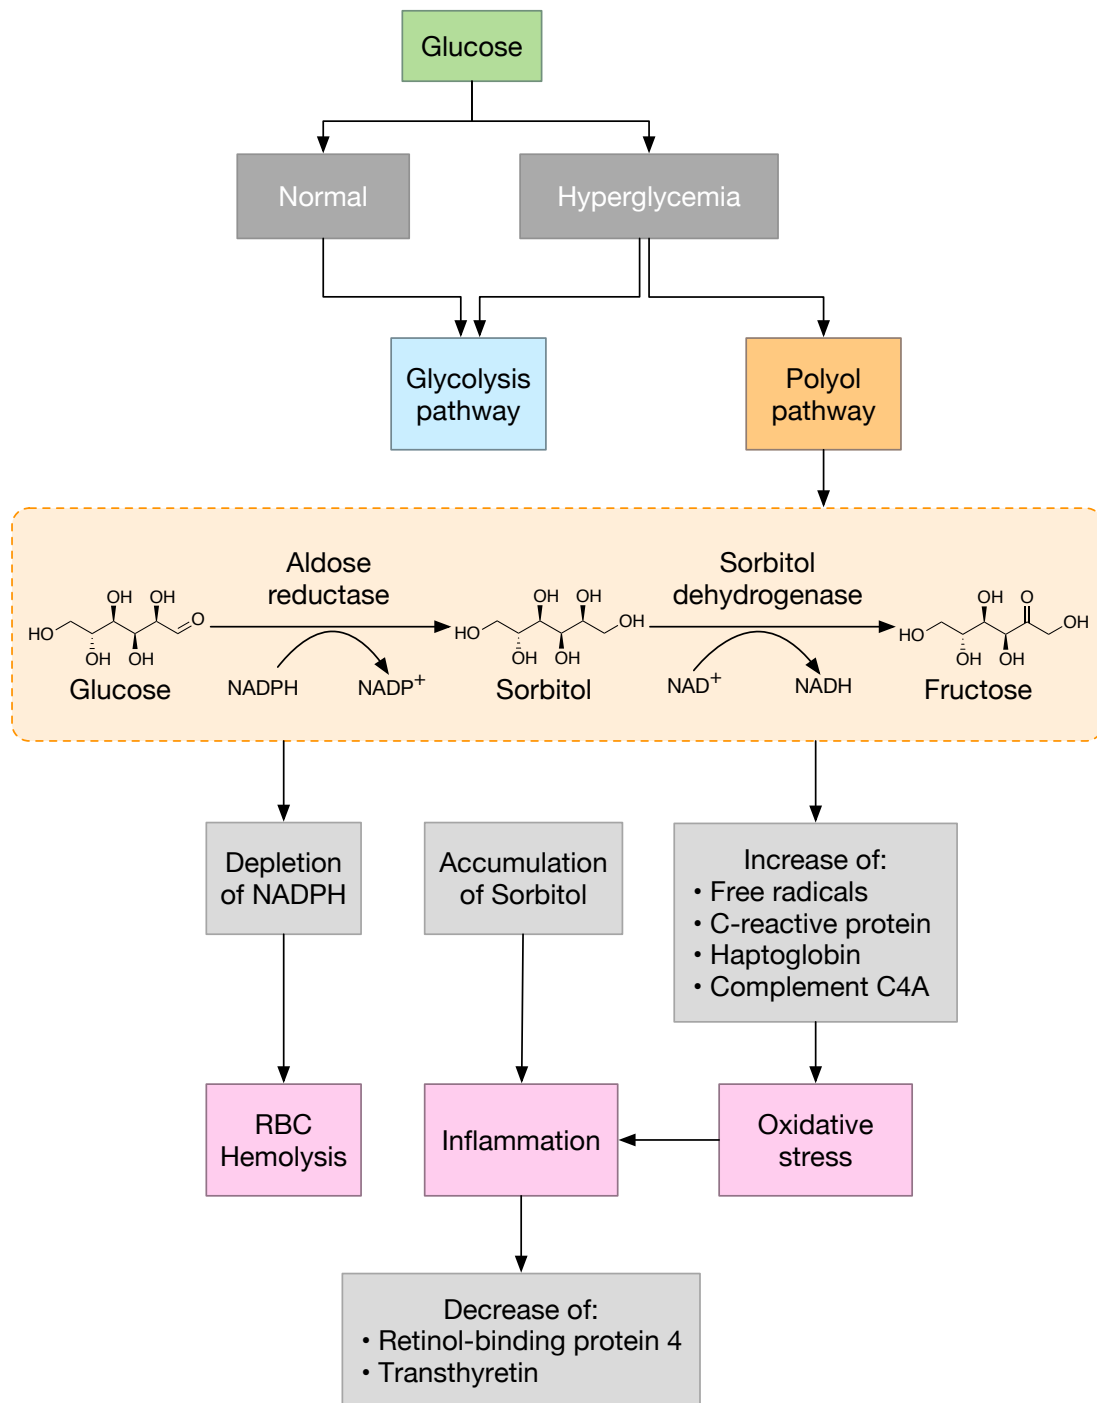 Glucose
Normal
Hyperglycemia
Glycolysis
pathway
Polyol
pathway
Aldose
reductase
Sorbitol
dehydrogenase
HO
OH
OH
OH
OH
O
Glucose
NADPH
NADP+
HO
OH
OH
OH
OH
OH
Sorbitol
NAD+
NADH
HO
OH
OH
OH
O
OH
Fructose
Depletion
of NADPH
Accumulation
of Sorbitol
Increase of:
• Free radicals
• C-reactive protein
• Haptoglobin
• Complement C4A
RBC
Hemolysis
Inflammation
Oxidative
stress
Decrease of:
• Retinol-binding protein 4
• Transthyretin